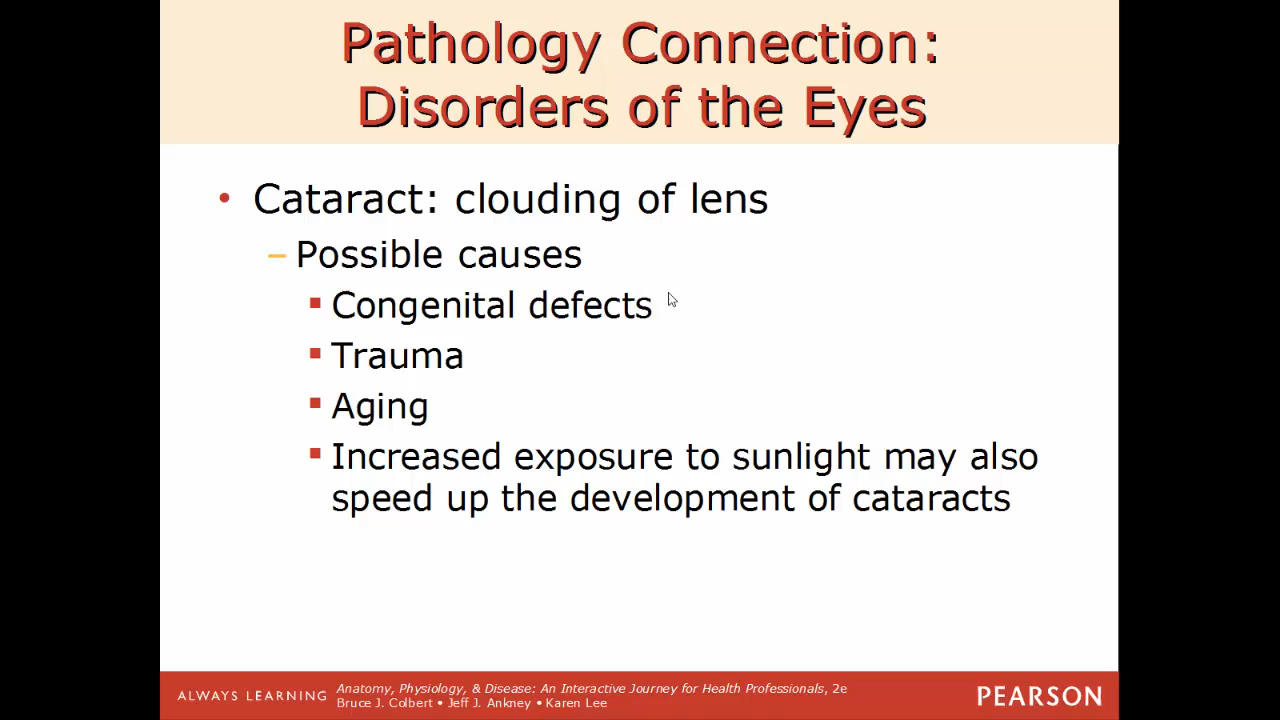 Pathology Connection:
Disorders of the Eyes
• Cataract: clouding of lens
– Possible causes
▪ Congenital defects
▪ Trauma
▪ Aging
▪ Increased exposure to sunlight may also
speed up the development of cataracts
ALWAYS LEARNING
Anatomy, Physiology, & Disease: An Interactive Journey for Health Professionals, 2e
Bruce J. Colbert • Jeff J. Ankney • Karen Lee
PEARSON